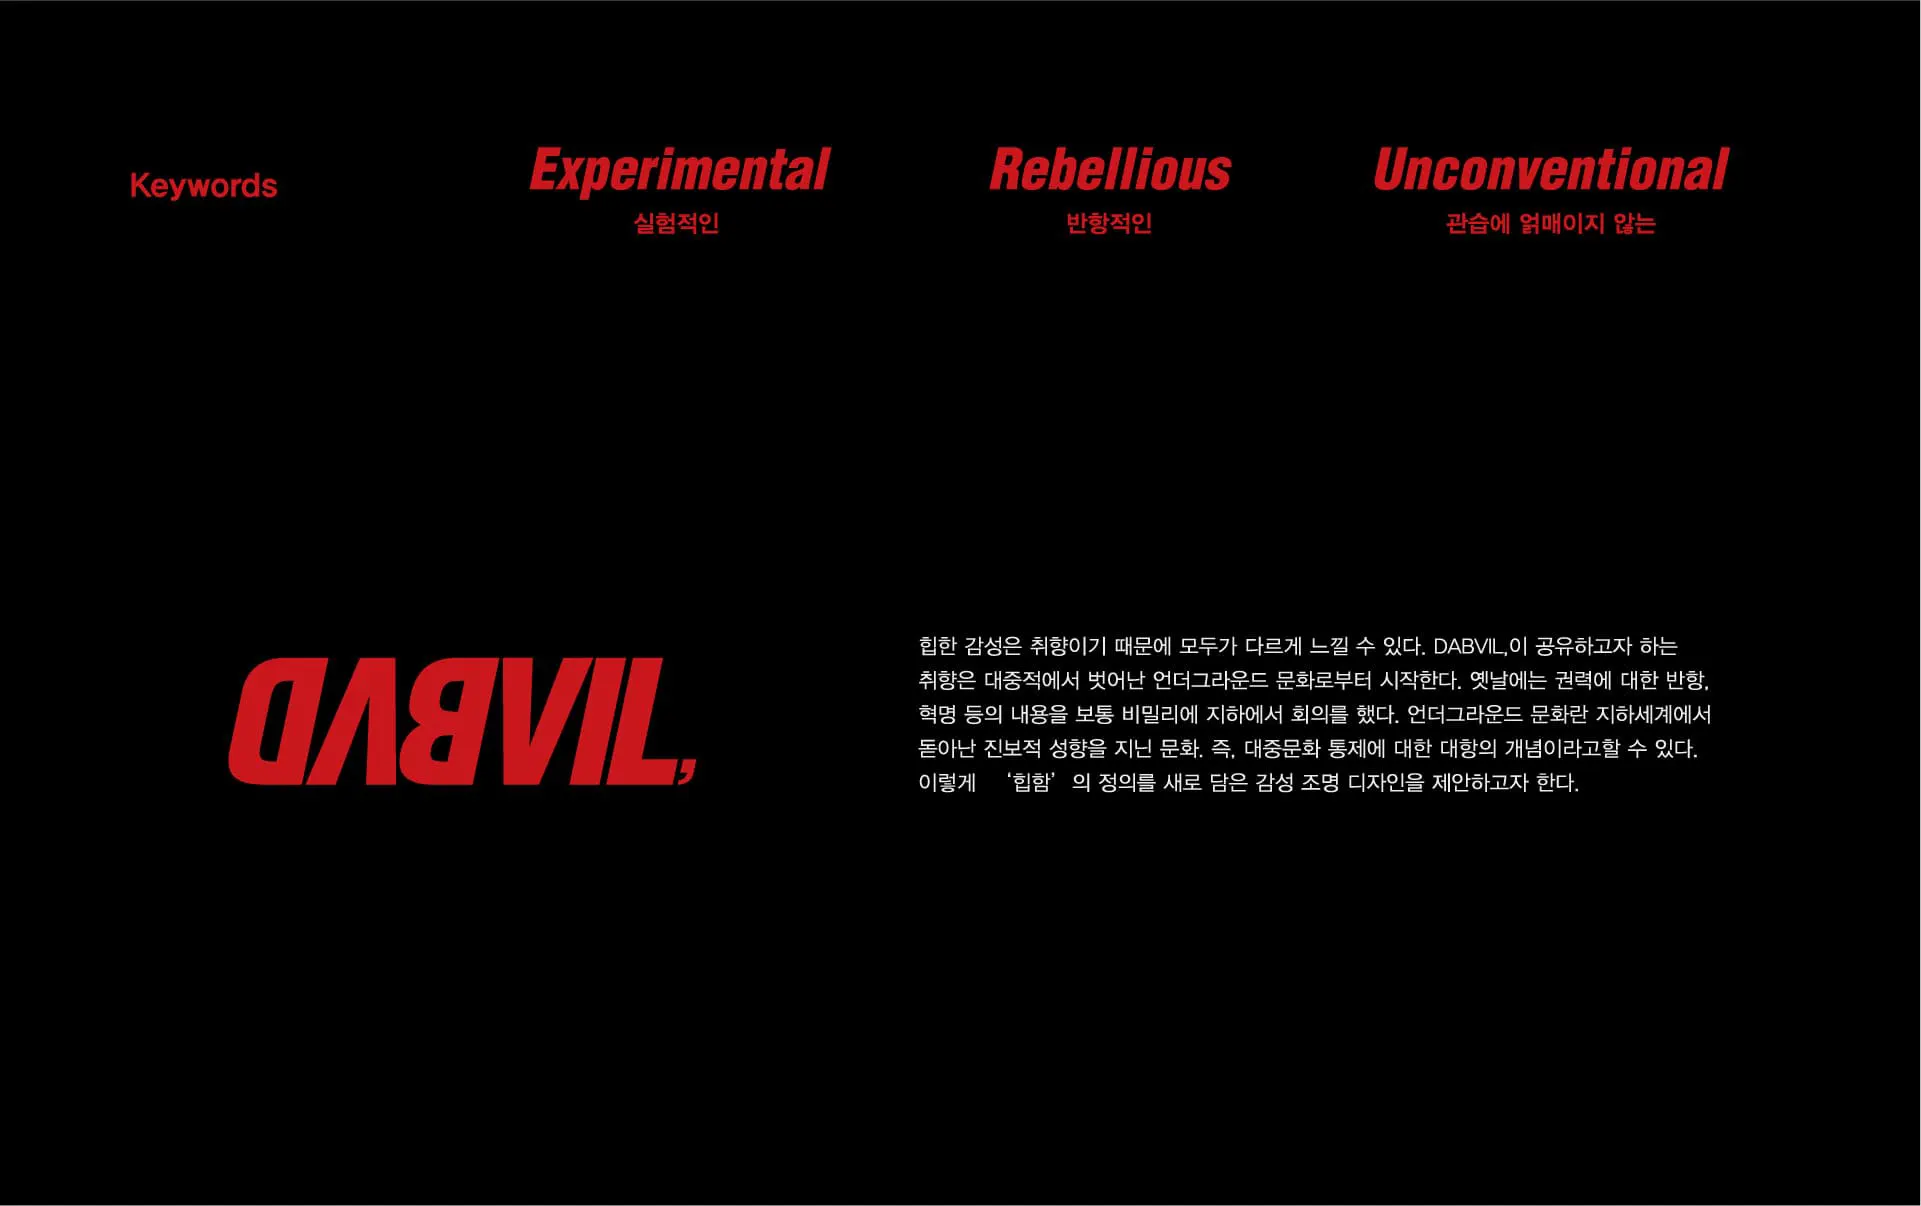 Keywords
Experimental
실험적인
Rebellious
반항적인
Unconventional
관습에 얽매이지 않는
DABVIL,
힙한 감성은 취향이기 때문에 모두가 다르게 느낄 수 있다. DABVIL,이 공유하고자 하는
취향은 대중적에서 벗어난 언더그라운드 문화로부터 시작한다. 옛날에는 권력에 대한 반항,
혁명 등의 내용을 보통 비밀리에 지하에서 회의를 했다. 언더그라운드 문화란 지하세계에서
돋아난 진보적 성향을 지닌 문화. 즉, 대중문화 통제에 대한 대항의 개념이라고할 수 있다.
이렇게 ‘힙함’의 정의를 새로 담은 감성 조명 디자인을 제안하고자 한다.